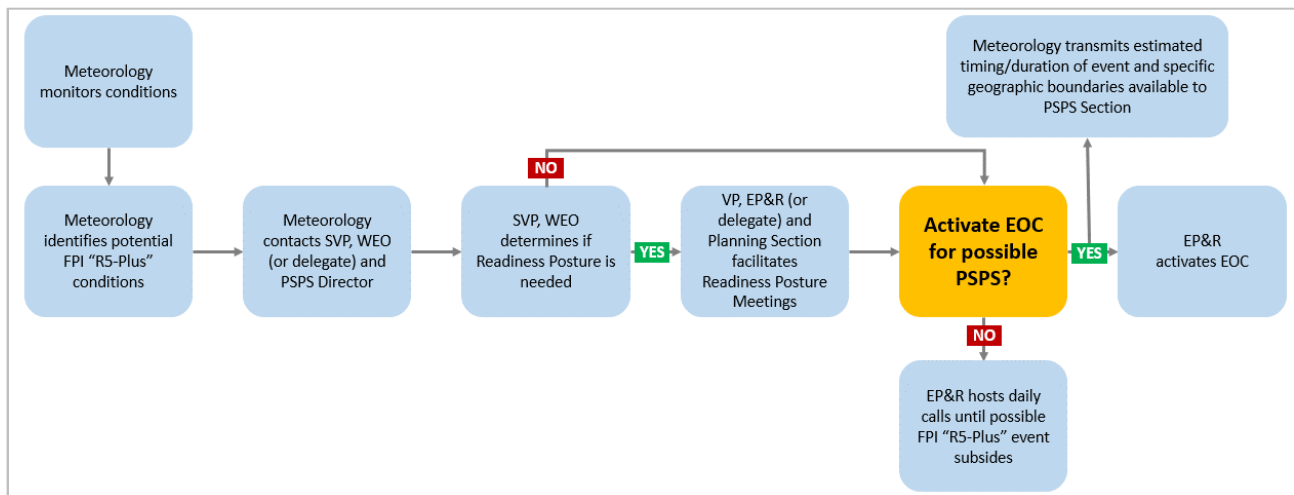 Meteorology
monitors conditions
Meteorology transmits estimated
timing/duration of event and specific
geographic boundaries available to
PSPS Section
Meteorology
identifies potential
FPI “R5-Plus”
conditions
Meteorology
contacts SVP, WEO
(or delegate) and
PSPS Director
NO
SVP, WEO
determines if
Readiness Posture is
needed
YES
VP, EP&R (or
delegate) and
Planning Section
facilitates
Readiness Posture
Meetings
Activate EOC
for possible
PSPS?
YES
EP&R
activates EOC
NO
EP&R hosts daily
calls until possible
FPI “R5-Plus” event
subsides